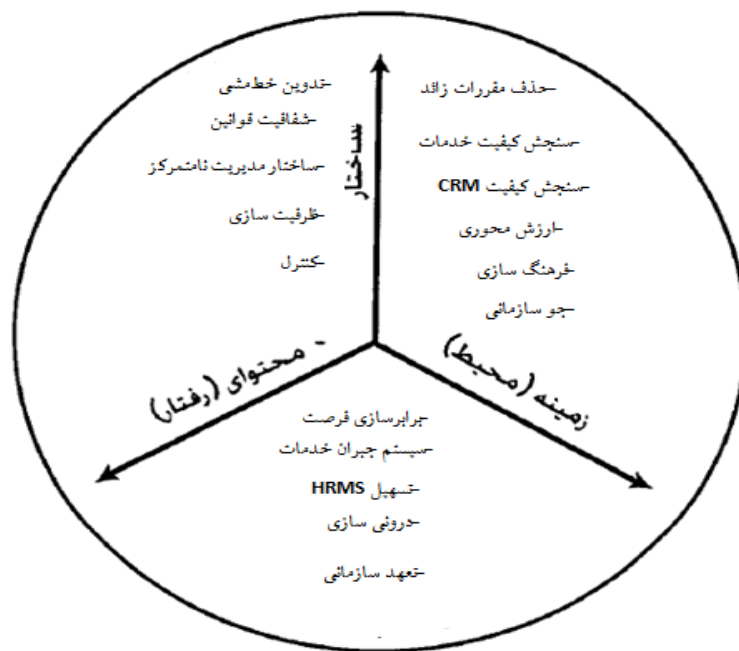 -حذف مقررات زائد
-سنجش کیفیت خدمات
-سنجش کیفیت CRM
-ارزش محوری
-فرهنگ سازی
-جو سازمانی
ساختار
-تدوین خط‌مشی
-شفافیت قوانین
-ساختار مدیریت نامتمرکز
-ظرفیت سازی
-کنترل
زمینه (محیط)
- محتوای (رفتار)
-برابرسازی فرصت
-سیستم جبران خدمات
-تسهیل HRMS
-درونی سازی
-تعهد سازمانی